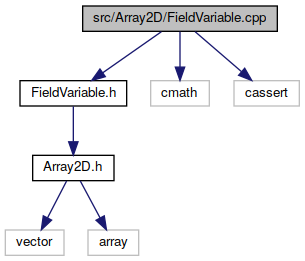 src/Array2D/FieldVariable.cpp
FieldVariable.h
cmath
cassert
Array2D.h
vector
array